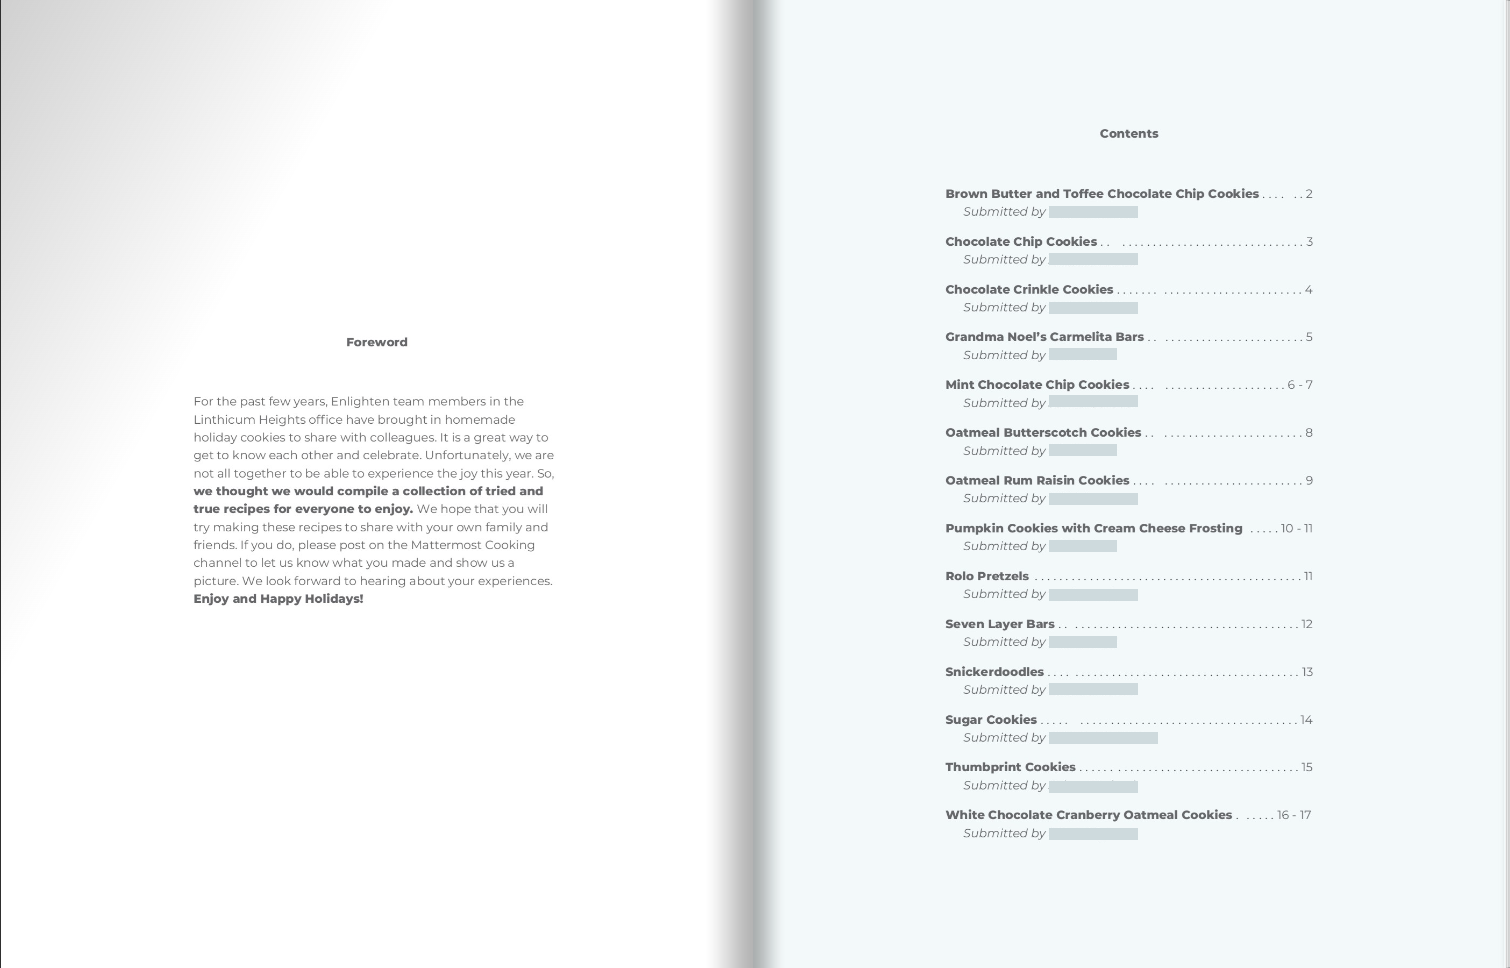 Foreword
For the past few years, Enlighten team members in the
Linthicum Heights office have brought in homemade
holiday cookies to share with colleagues. It is a great way to
get to know each other and celebrate. Unfortunately, we are
not all together to be able to experience the joy this year. So,
we thought we would compile a collection of tried and
true recipes for everyone to enjoy. We hope that you will
try making these recipes to share with your own family and
friends. If you do, please post on the Mattermost Cooking
channel to let us know what you made and show us a
picture. We look forward to hearing about your experiences.
Enjoy and Happy Holidays!
Contents
Brown Butter and Toffee Chocolate Chip Cookies . . . . . . 2
Submitted by
Chocolate Chip Cookies . . . . . . . . . . . . . . . . . . . . . . . . . . . . . . . . 3
Submitted by
Chocolate Crinkle Cookies . . . . . . . . . . . . . . . . . . . . . . . . . . . . . . 4
Submitted by
Grandma Noel's Carmelita Bars . . . . . . . . . . . . . . . . . . . . . . . . . 5
Submitted by
Mint Chocolate Chip Cookies . . . . . . . . . . . . . . . . . . . . . . . . 6 - 7
Submitted by
Oatmeal Butterscotch Cookies . . . . . . . . . . . . . . . . . . . . . . . . . 8
Submitted by
Oatmeal Rum Raisin Cookies . . . . . . . . . . . . . . . . . . . . . . . . . . . 9
Submitted by
Pumpkin Cookies with Cream Cheese Frosting . . . . . 10 - 11
Submitted by
Rolo Pretzels . . . . . . . . . . . . . . . . . . . . . . . . . . . . . . . . . . . . . . . . . . . . 11
Submitted by
Seven Layer Bars . . . . . . . . . . . . . . . . . . . . . . . . . . . . . . . . . . . . . . . 12
Submitted by
Snickerdoodles . . . . . . . . . . . . . . . . . . . . . . . . . . . . . . . . . . . . . . . . . 13
Submitted by
Sugar Cookies . . . . . . . . . . . . . . . . . . . . . . . . . . . . . . . . . . . . . . . . . 14
Submitted by
Thumbprint Cookies . . . . . . . . . . . . . . . . . . . . . . . . . . . . . . . . . . . . 15
Submitted by
White Chocolate Cranberry Oatmeal Cookies . . . . . . 16 - 17
Submitted by